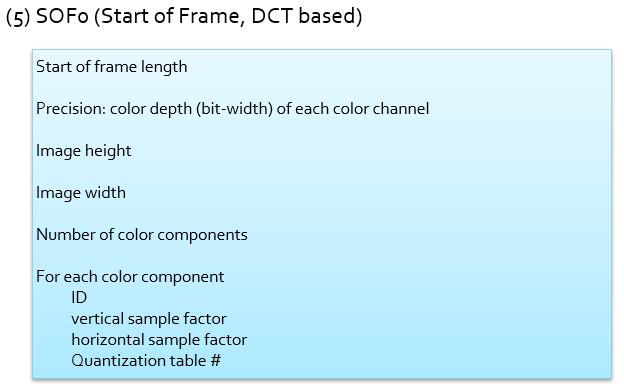 (5) SOF0 (Start of Frame, DCT based)
Start of frame length
Precision: color depth (bit-width) of each color channel
Image height
Image width
Number of color components
For each color component
ID
vertical sample factor
horizontal sample factor
Quantization table #